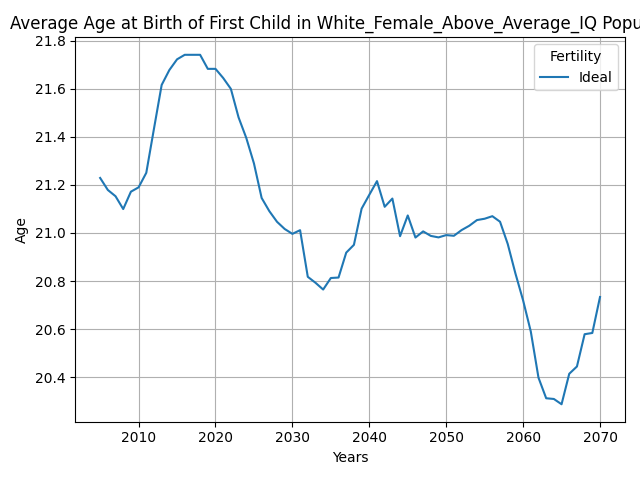 Average Age at Birth of First Child in White_Female_Above_Average_IQ Popu
21.8
21.6
21.4
21.2
21.0
20.8
20.6
20.4
Age
Fertility
Ideal
2010 2020 2030 2040 2050 2060 2070
Years